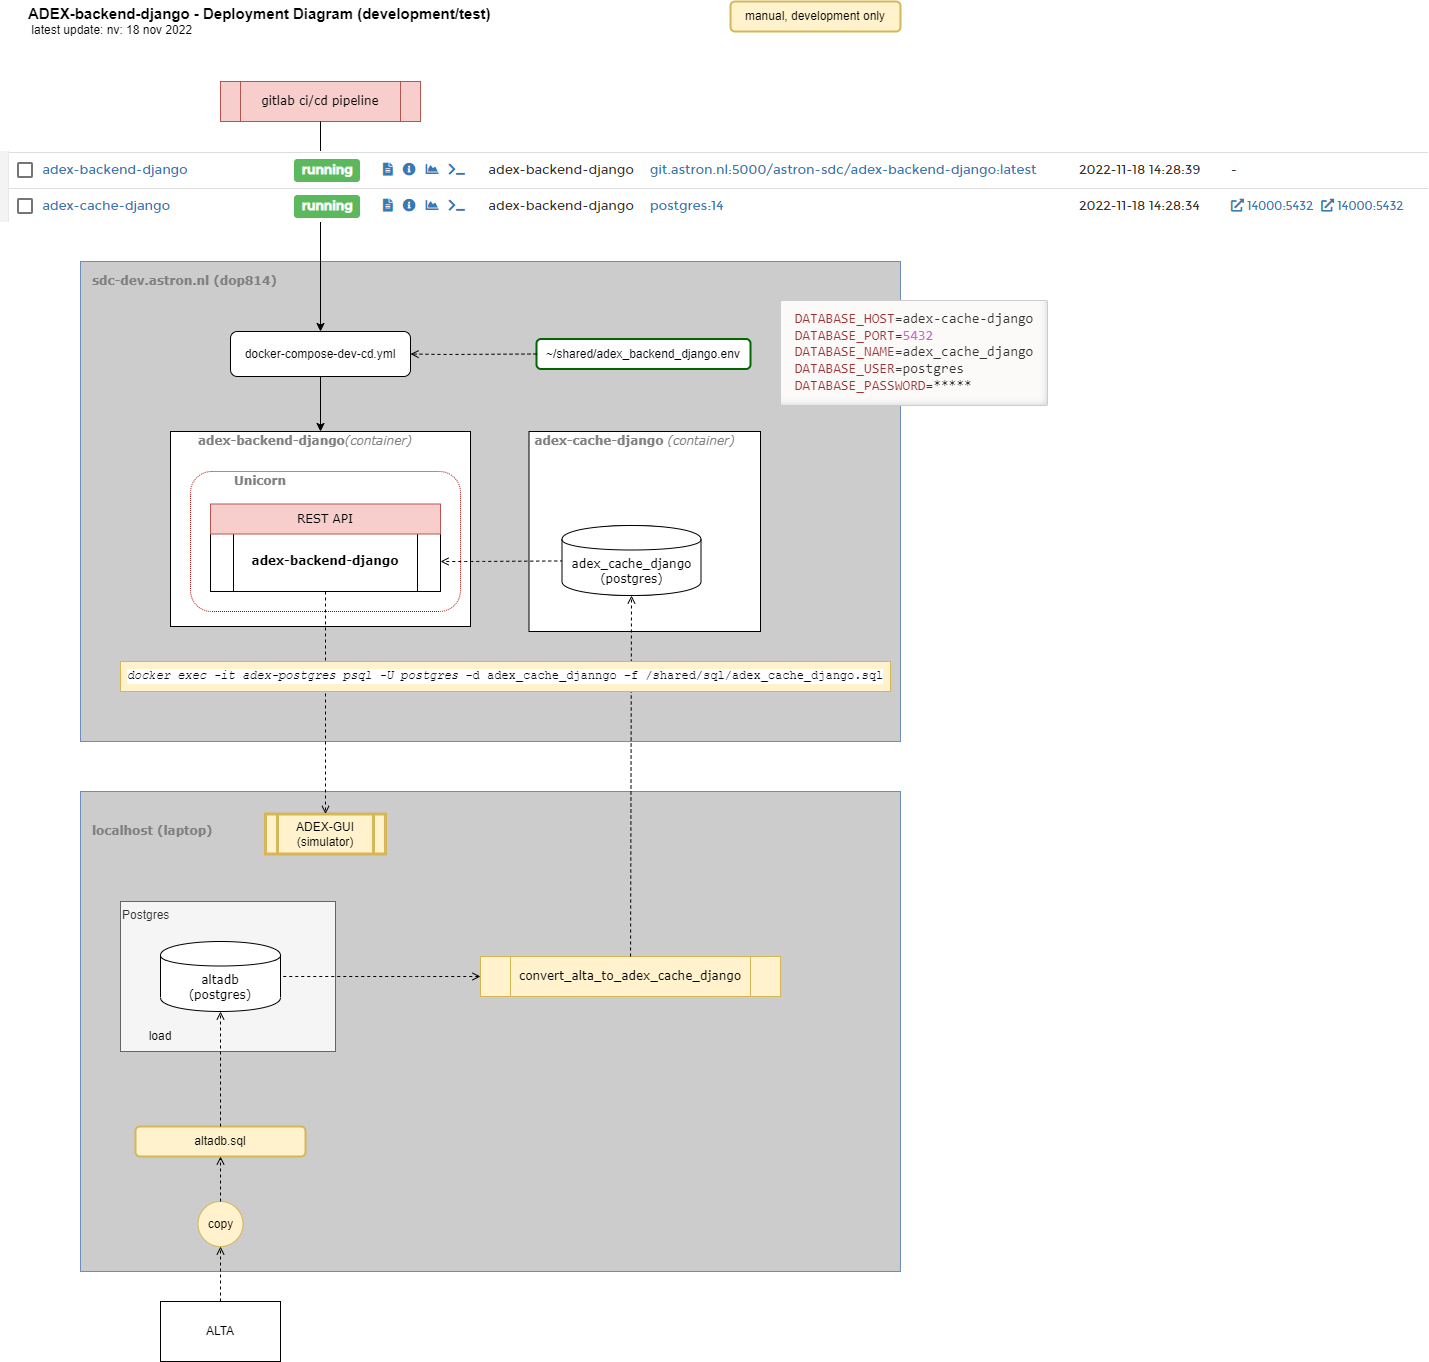 ADEX-backend-django - Deployment Diagram (development/test)
latest update: nv: 18 nov 2022
manual, development only
gitlab ci/cd pipeline
adex-backend-django running adex-backend-django git.astron.nl:5000/astron-sdc/adex-backend-django:latest 2022-11-18 14:28:39 -
adex-cache-django running adex-backend-django postgres:14 2022-11-18 14:28:34 14000:5432 14000:5432
sdc-dev.astron.nl (dop814)
DATABASE_HOST=adex-cache-django
DATABASE_PORT=5432
DATABASE_NAME=adex_cache_django
DATABASE_USER=postgres
DATABASE_PASSWORD=*****
docker-compose-dev-cd.yml
~/shared/adex_backend_django.env
adex-backend-django(container)
adex-cache-django (container)
Unicorn
REST API
adex-backend-django
adex_cache_django
(postgres)
docker exec -it adex-postgres psql -U postgres -d adex_cache_djanngo -f /shared/sql/adex_cache_django.sql
localhost (laptop)
ADEX-GUI
(simulator)
Postgres
altadb
(postgres)
load
convert_alta_to_adex_cache_django
altadb.sql
copy
ALTA